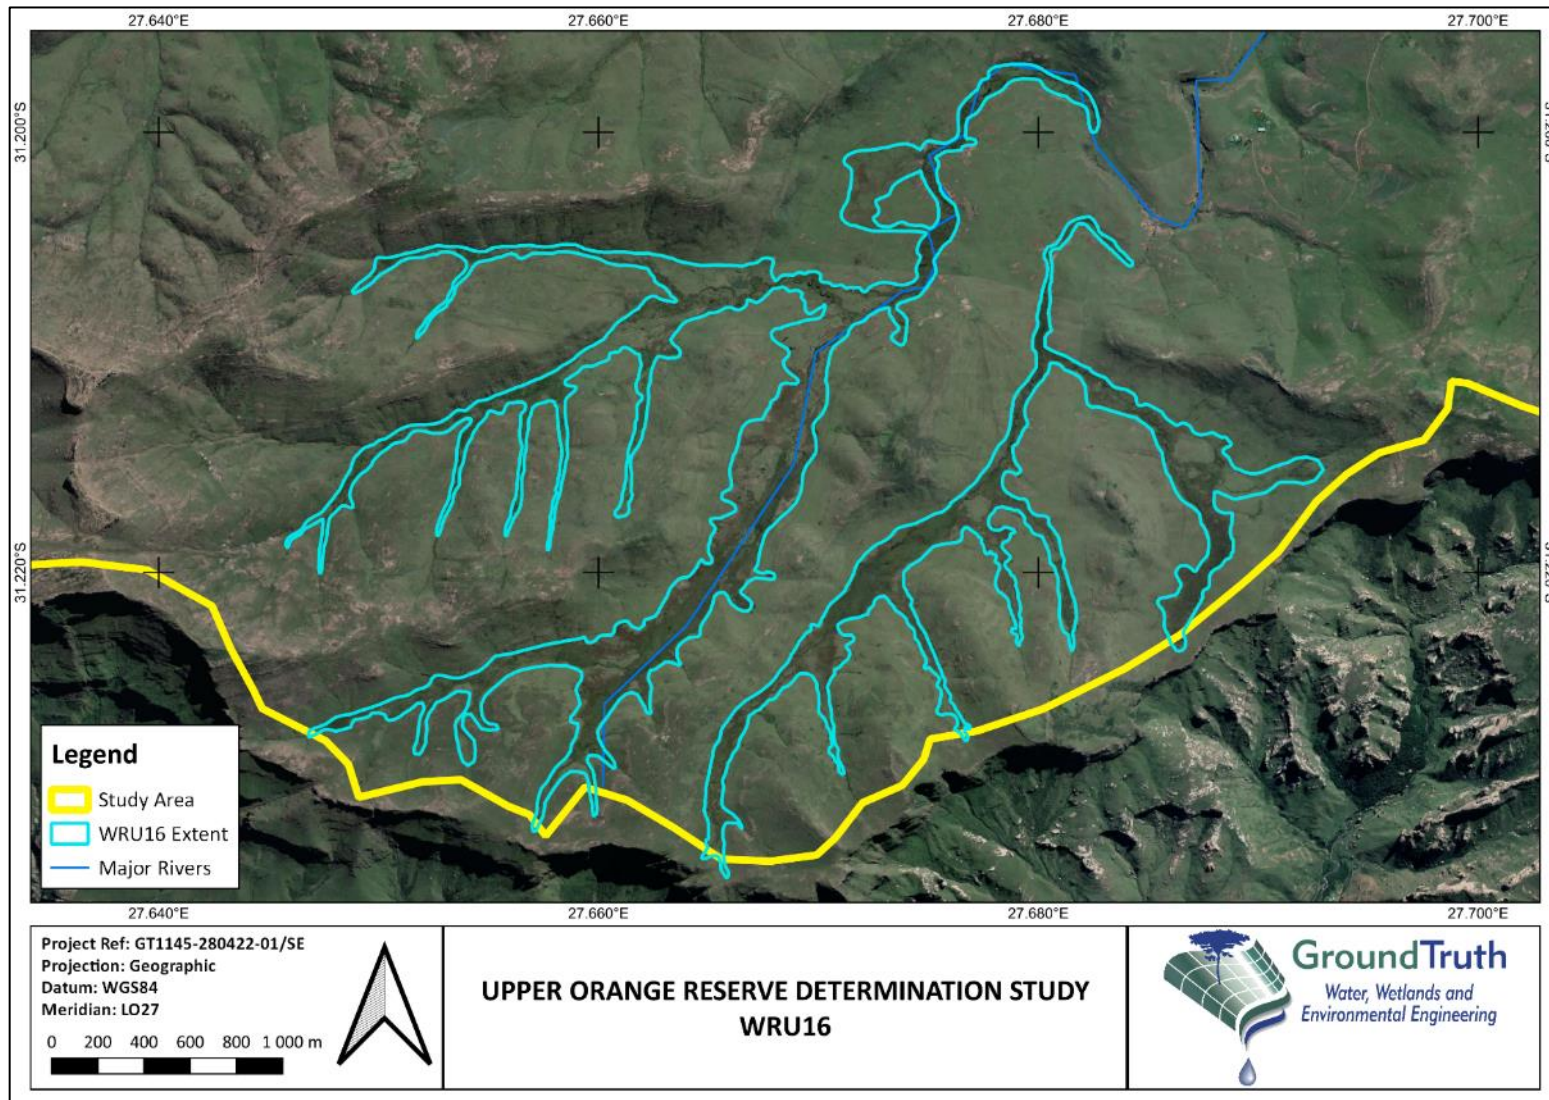 27.640°E 27.660°E 27.680°E 27.700°E
31.200°S
31.220°S
Legend
Study Area
WRU16 Extent
Major Rivers
27.640°E 27.660°E 27.680°E 27.700°E
Project Ref: GT1145-280422-01/SE
Projection: Geographic
Datum: WGS84
Meridian: LO27
0 200 400 600 800 1 000 m
UPPER ORANGE RESERVE DETERMINATION STUDY
WRU16
GroundTruth
Water, Wetlands and
Environmental Engineering